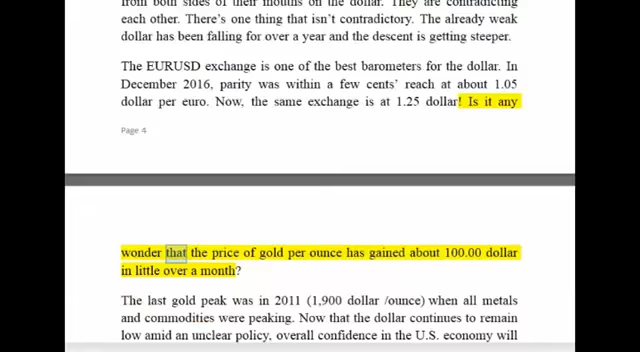 from both sides of their mouths on the dollar. They are contradicting
each other. There's one thing that isn't contradictory. The already weak
dollar has been falling for over a year and the descent is getting steeper.
The EURUSD exchange is one of the best barometers for the dollar. In
December 2016, parity was within a few cents' reach at about 1.05
dollar per euro. Now, the same exchange is at 1.25 dollar! Is it any
Page 4
wonder that the price of gold per ounce has gained about 100.00 dollar
in little over a month?
The last gold peak was in 2011 (1,900 dollar /ounce) when all metals
and commodities were peaking. Now that the dollar continues to remain
low amid an unclear policy, overall confidence in the U.S. economy will